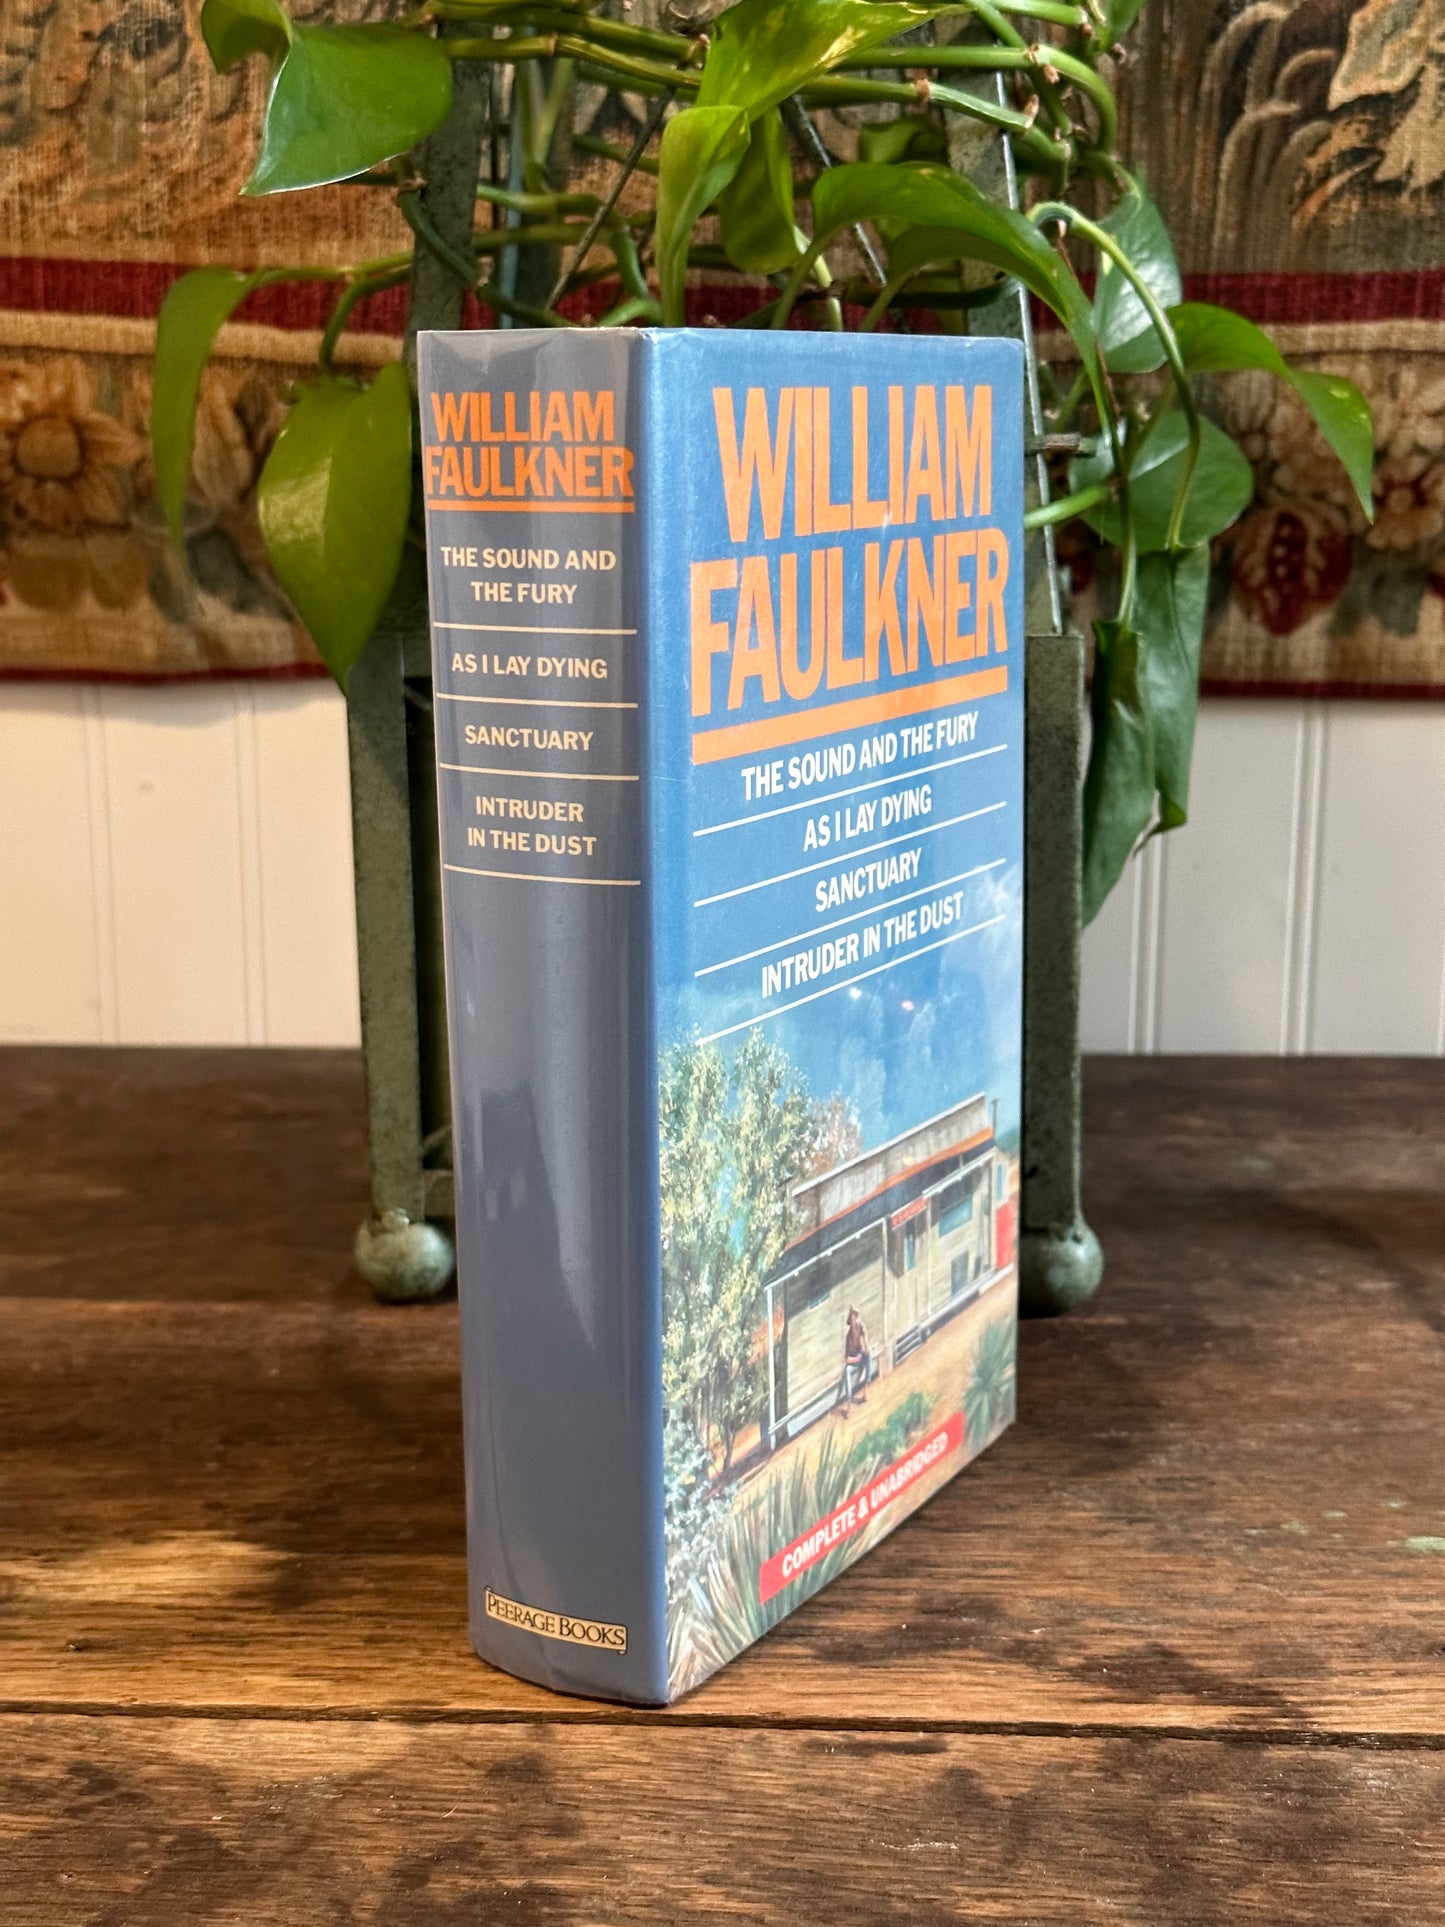 WILLIAM
FAULKNER
THE SOUND AND
THE FURY
AS I LAY DYING
SANCTUARY
INTRUDER
IN THE DUST
PEERAGE BOOKS
WILLIAM
FAULKNER
THE SOUND AND THE FURY
AS I LAY DYING
SANCTUARY
INTRUDER IN THE DUST
COMPLETE & UNABRIDGED